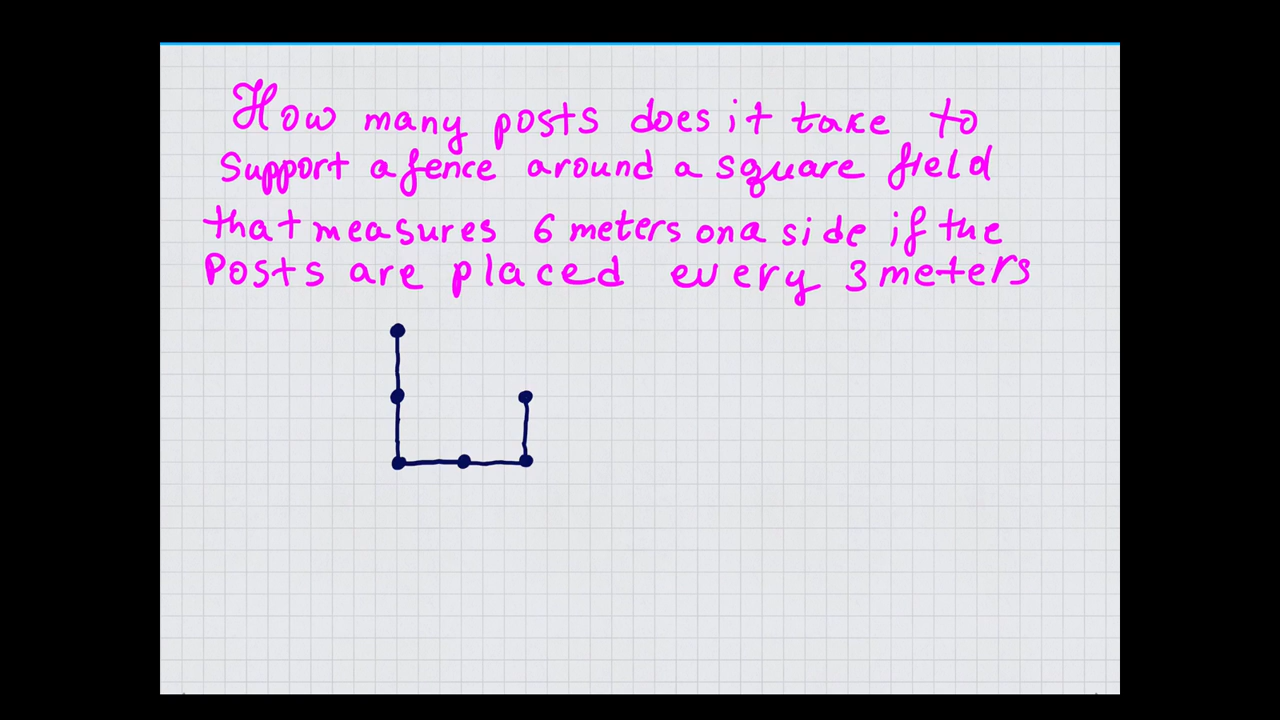 How many posts does it take to
Support a fence around a square field
that measures 6 meters on a side if the
Posts are placed every 3 meters